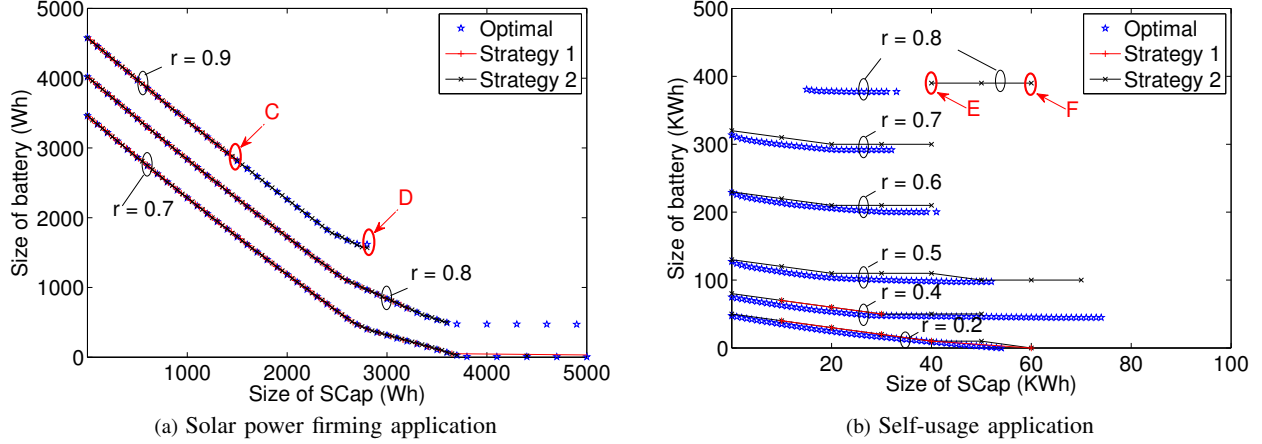 5000
4000
3000
2000
1000
0
Size of battery (Wh)
1000
2000
3000
4000
5000
Size of SCap (Wh)
Optimal
Strategy 1
Strategy 2
r = 0.9
C
D
r = 0.7
r = 0.8
(a) Solar power firming application
500
400
300
200
100
0
Size of battery (KWh)
20
40
60
80
100
Size of SCap (KWh)
Optimal
Strategy 1
Strategy 2
r = 0.8
E
F
r = 0.7
r = 0.6
r = 0.5
r = 0.4
r = 0.2
(b) Self-usage application